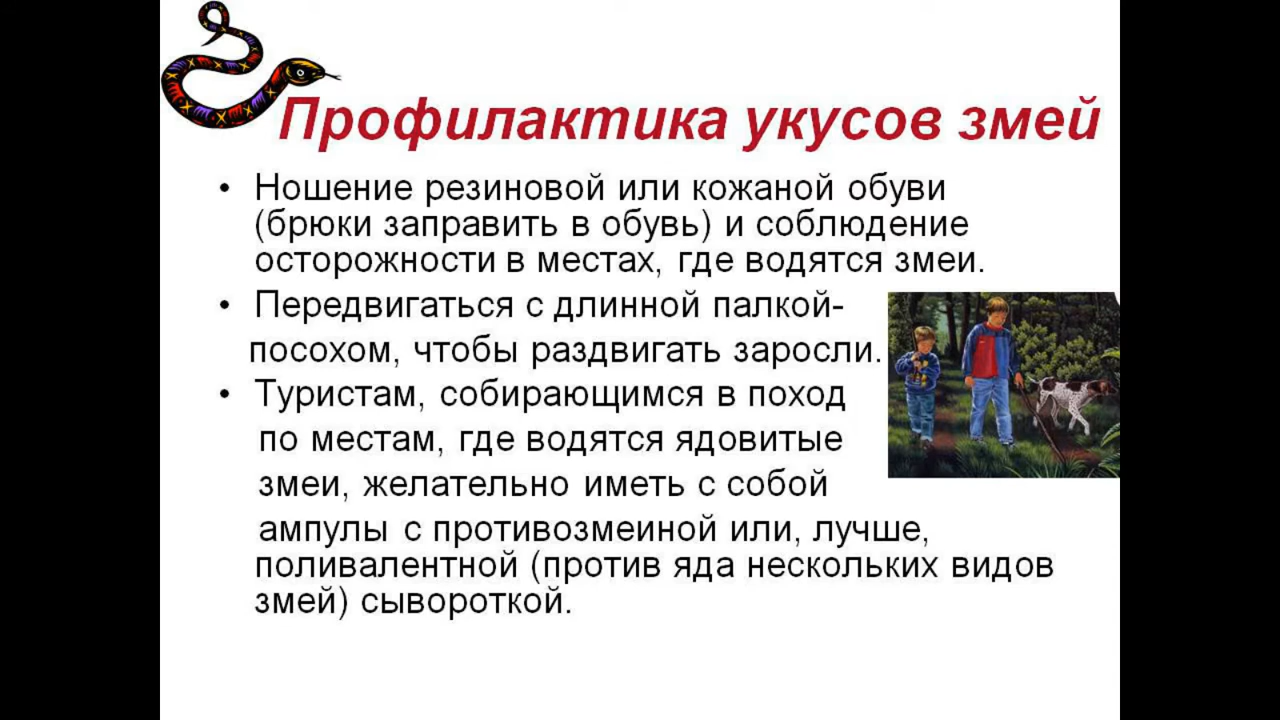 Профилактика укусов змей
• Ношение резиновой или кожаной обуви
(брюки заправить в обувь) и соблюдение
осторожности в местах, где водятся змеи.
• Передвигаться с длинной палкой-
посохом, чтобы раздвигать заросли.
• Туристам, собирающимся в поход
по местам, где водятся ядовитые
змеи, желательно иметь с собой
ампулы с противозмеиной или, лучше,
поливалентной (против яда нескольких видов
змей) сывороткой.